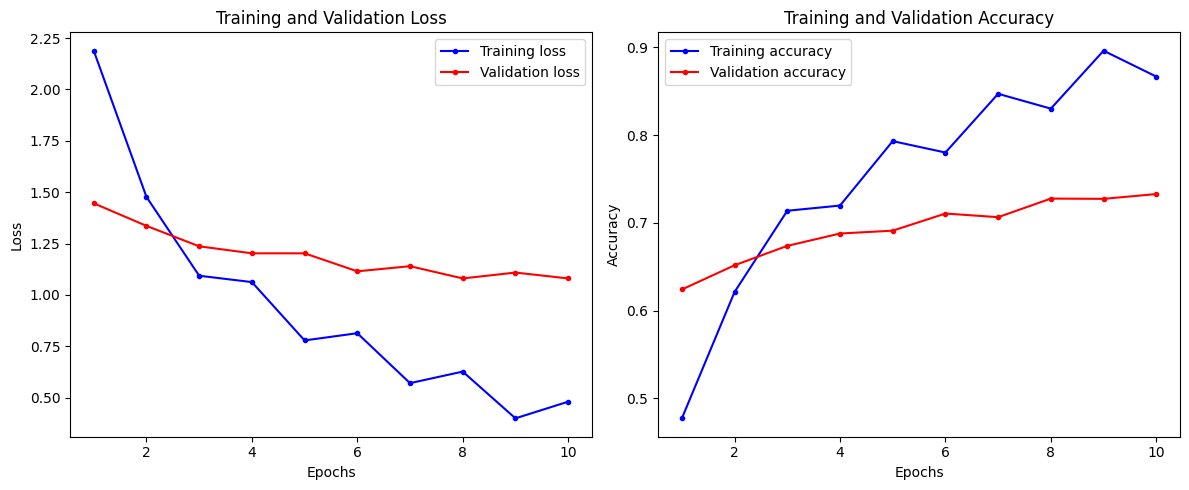 Training and Validation Loss
Training loss
Validation loss
2.25
2.00
1.75
1.50
1.25
1.00
0.75
0.50
Loss
2 4 6 8 10
Epochs
Training and Validation Accuracy
Training accuracy
Validation accuracy
0.9
0.8
0.7
0.6
0.5
Accuracy
2 4 6 8 10
Epochs